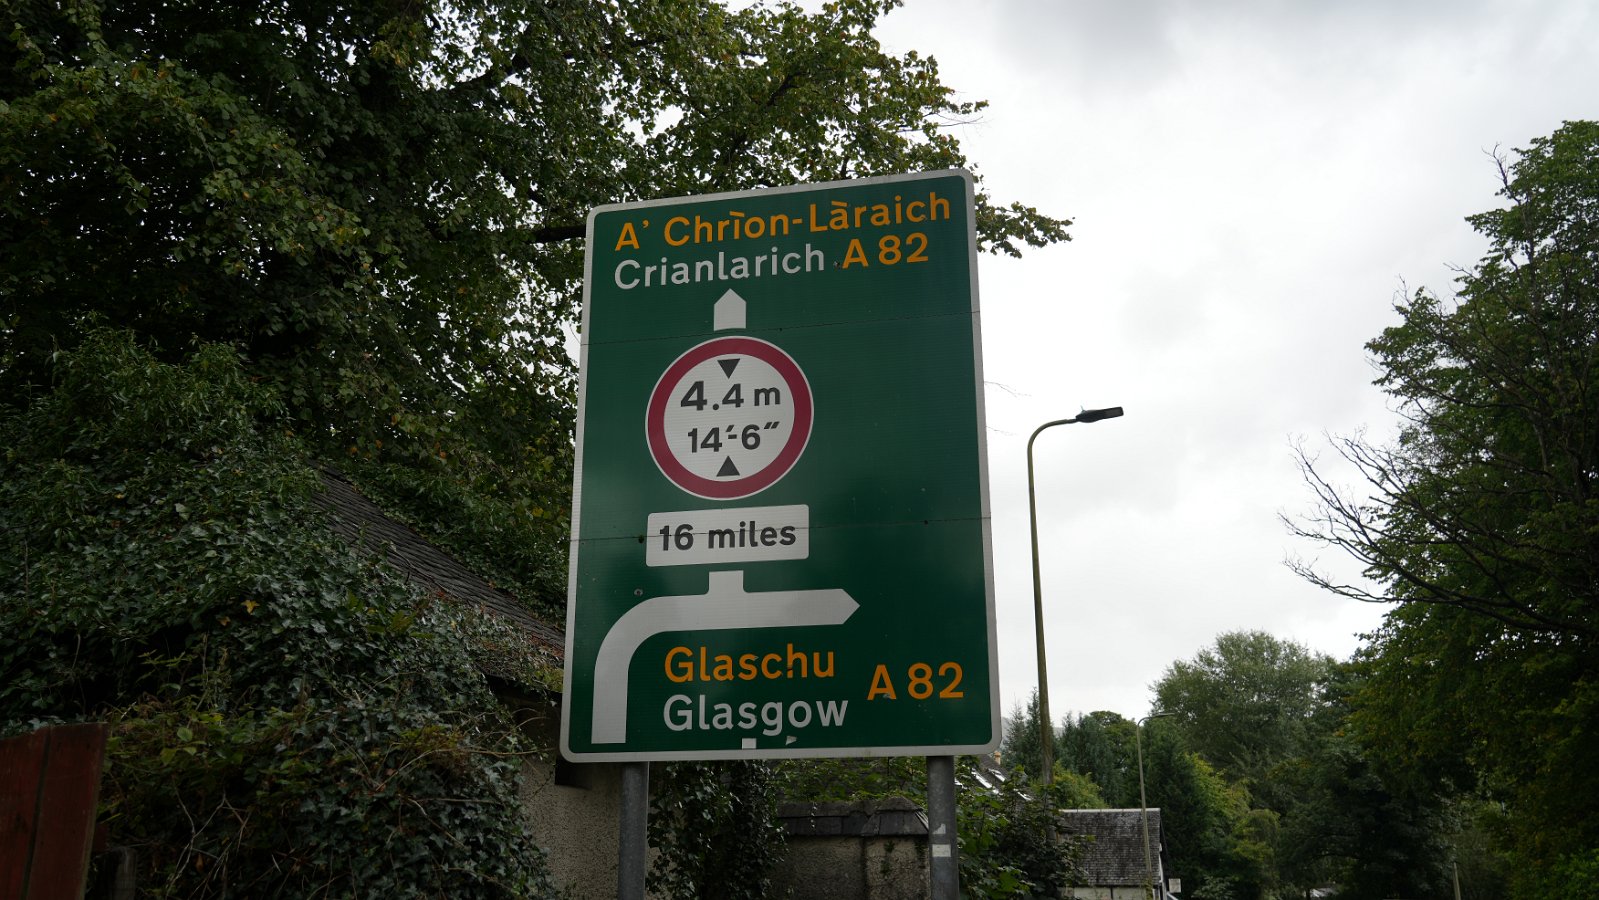 A' Chrìon-Làraich
Crianlarich A 82
4.4 m
14'-6"
16 miles
Glaschu
Glasgow A 82